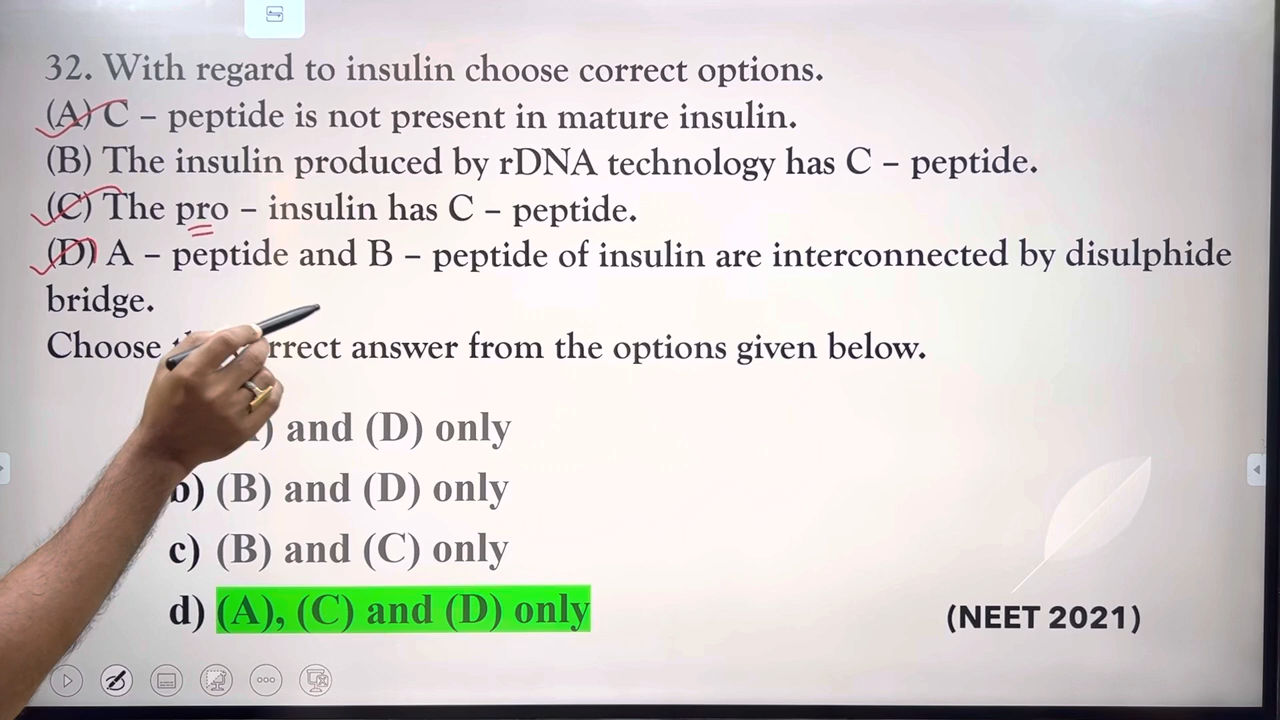 32. With regard to insulin choose correct options.
(A) C – peptide is not present in mature insulin.
(B) The insulin produced by rDNA technology has C – peptide.
(C) The pro – insulin has C – peptide.
(D) A – peptide and B – peptide of insulin are interconnected by disulphide
bridge.
Choose rrect answer from the options given below.
) and (D) only
b) (B) and (D) only
c) (B) and (C) only
d) (A), (C) and (D) only
(NEET 2021)